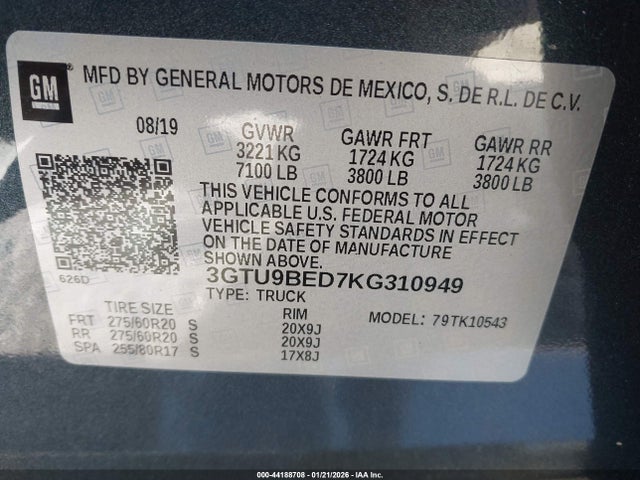 GM
MFD BY GENERAL MOTORS DE MEXICO, S. DE R.L. DE C.V.
08/19
GVWR
3221 KG
7100 LB
GAWR FRT
1724 KG
3800 LB
GAWR RR
1724 KG
3800 LB
THIS VEHICLE CONFORMS TO ALL
APPLICABLE U.S. FEDERAL MOTOR
VEHICLE SAFETY STANDARDS IN EFFECT
ON THE DATE OF MANUFACTURE
SHOWN ABOVE.
626D
3GTU9BED7KG310949
TYPE: TRUCK
MODEL: 79TK10543
TIRE SIZE RIM
FRT 275/60R20 S 20X9J
RR 275/60R20 S 20X9J
SPA 255/80R17 S 17X8J
000-44188708 - 01/21/2026 - IAA Inc.